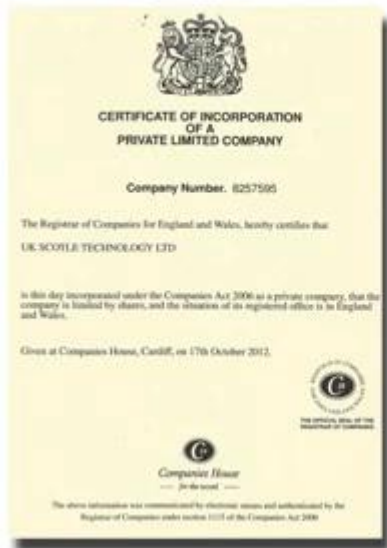 CERTIFICATE OF INCORPORATION
OF A
PRIVATE LIMITED COMPANY
Company Number. 8257595
The Registrar of Companies for England and Wales, hereby certifies that
UK SCOTLE TECHNOLOGY LTD
is this day incorporated under the Companies Act 2006 as a private company, that the
company is limited by shares, and the situation of its registered office is in England
and Wales.
Given at Companies House, Cardiff, on 17th October 2012.
THE OFFICIAL SEAL OF THE
REGISTRAR OF COMPANIES
Companies House
for the record
The above information was communicated by electronic means and authenticated by the
Registrar of Companies under section 1115 of the Companies Act 2006